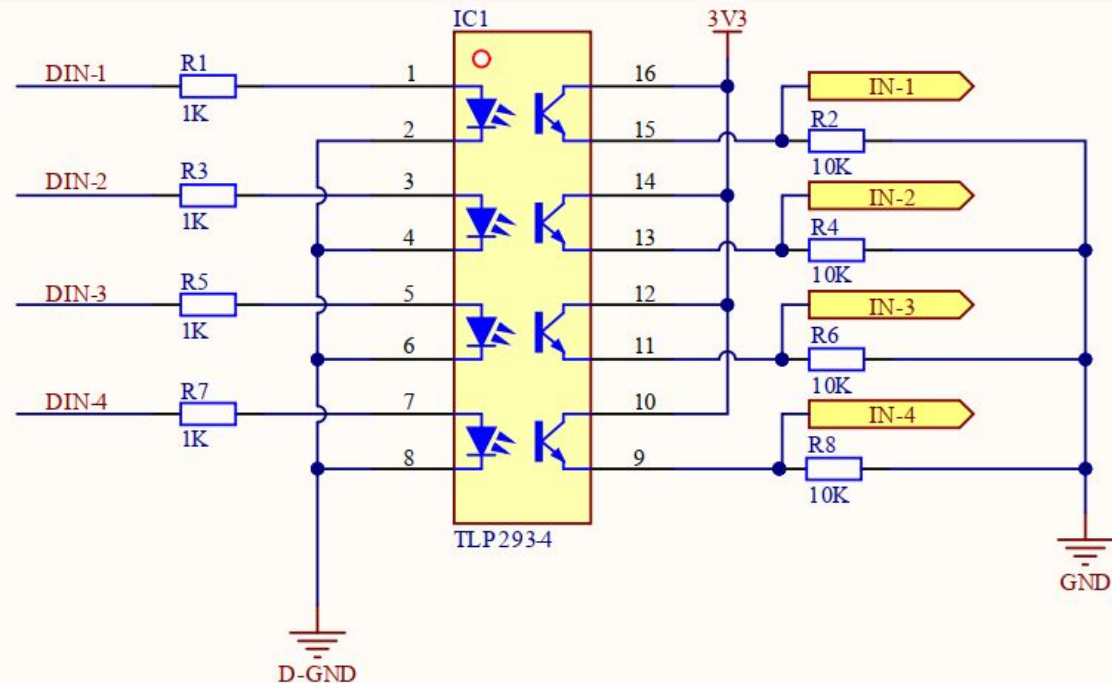 IC1
3V3
DIN-1
R1
1K
1
16
IN-1
2
15
R2
10K
DIN-2
R3
1K
3
14
IN-2
4
13
R4
10K
DIN-3
R5
1K
5
12
IN-3
6
11
R6
10K
DIN-4
R7
1K
7
10
IN-4
8
9
R8
10K
TLP293-4
GND
D-GND